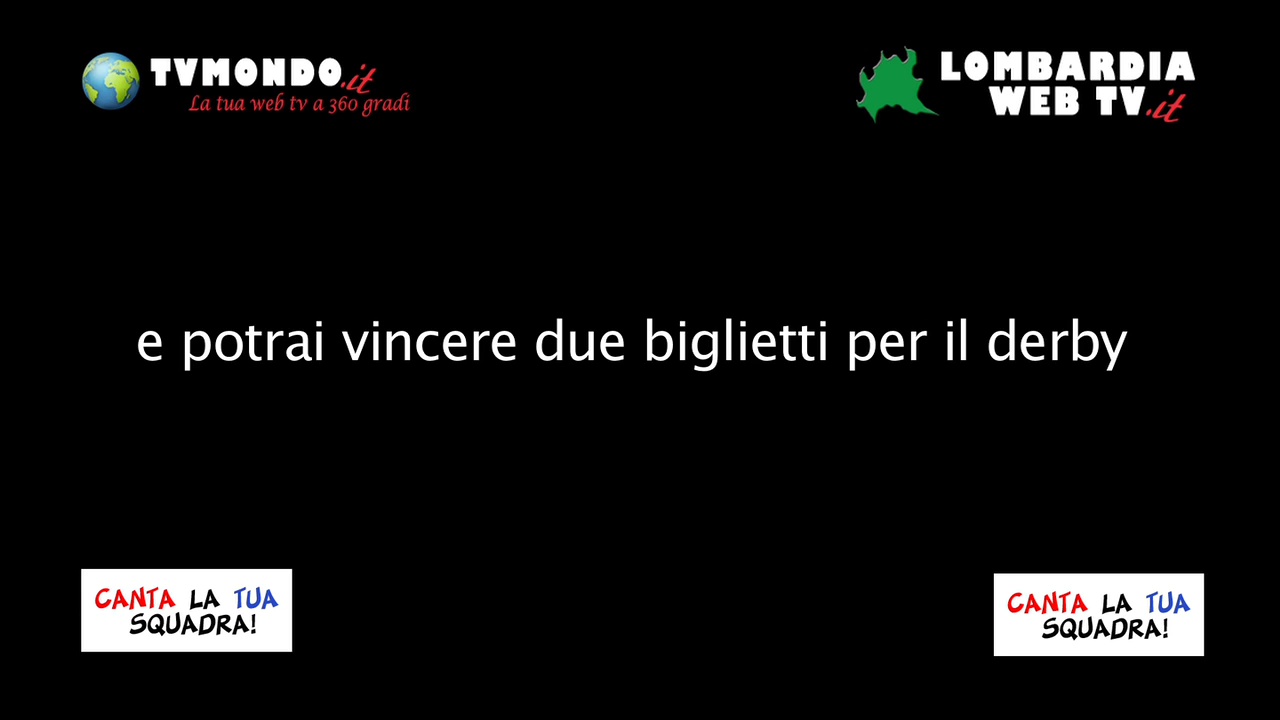 TVMONDO.it
La tua web tv a 360 gradi
LOMBARDIA
WEB TV.it
e potrai vincere due biglietti per il derby
CANTA LA TUA
SQUADRA!
CANTA LA TUA
SQUADRA!